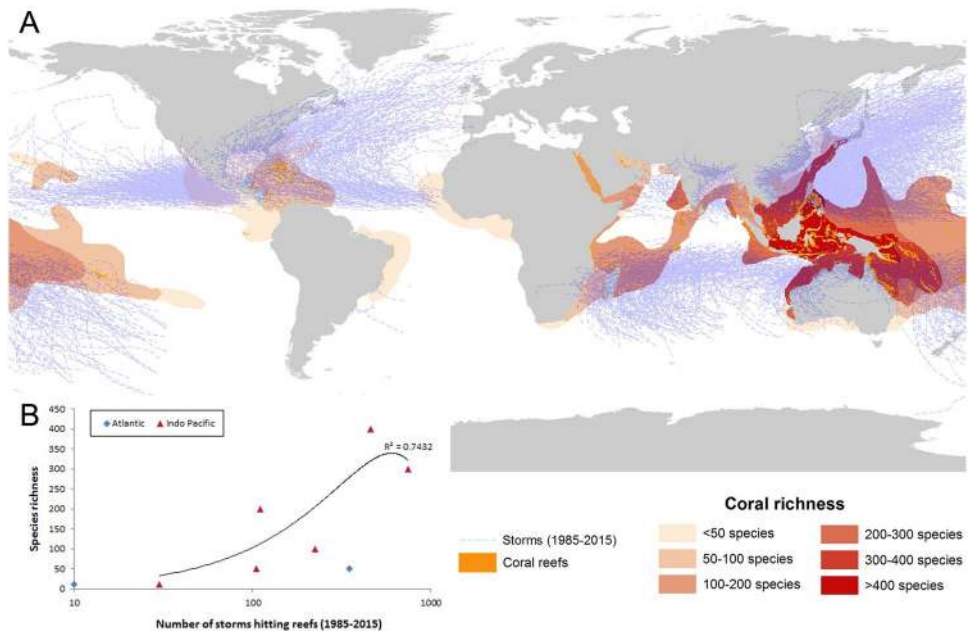 A
B
Atlantic Indo Pacific
R² = 0.7432
450
400
350
300
250
200
150
100
50
0
10 100 1000
Species richness
Number of storms hitting reefs (1985-2015)
Storms (1985-2015)
Coral reefs
Coral richness
<50 species
50-100 species
100-200 species
200-300 species
300-400 species
>400 species